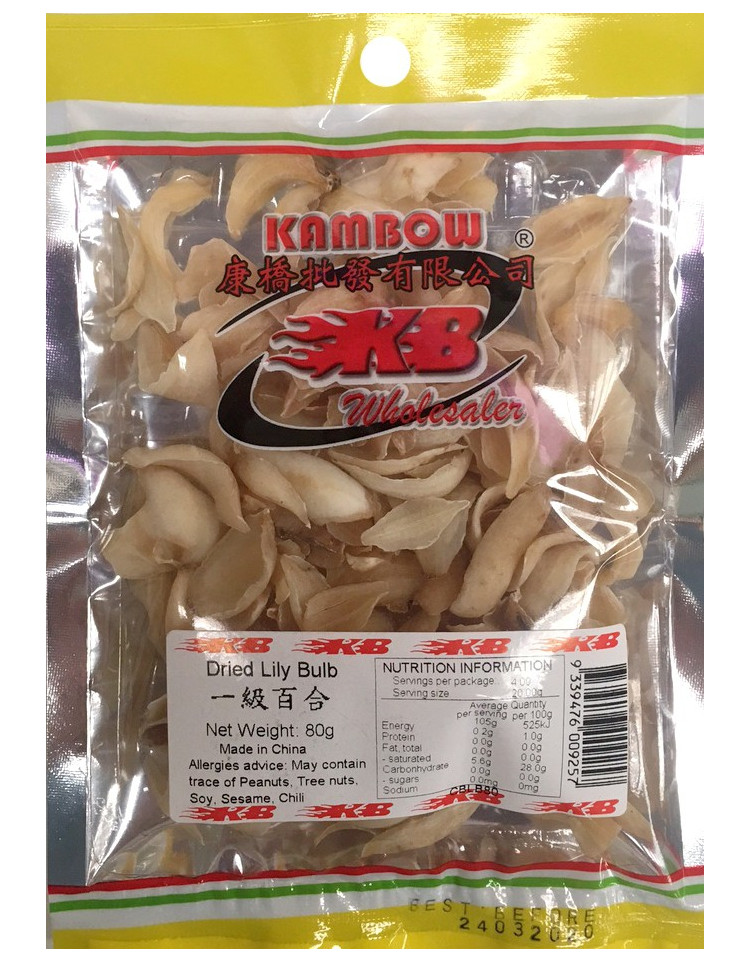 KAMBOW ®
康橋批發有限公司
KB
Wholesaler
KB KB KB KB
Dried Lily Bulb
一級百合
Net Weight: 80g
Made in China
Allergies advice: May contain
trace of Peanuts, Tree nuts,
Soy, Sesame, Chili
NUTRITION INFORMATION
Servings per package.. 4.00
Serving size 20.00g
Average Quantity
per serving per 100g
Energy 105g 525kJ
Protein 0.2g 1.0g
Fat, total 0.0g 0.0g
- saturated 0.0g 0.0g
Carbonhydrate 5.6g 28.0g
- sugars 0.0g 0.0g
Sodium 0.0mg 0mg
CBLB80
9 339476 009257
KB KB KB KB
BEST BEFORE
24032020